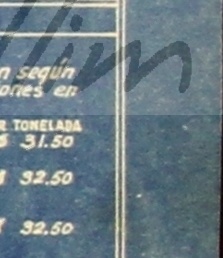 n según
ones en
R TONELADA
$ 31.50
$ 32.50
$ 32.50